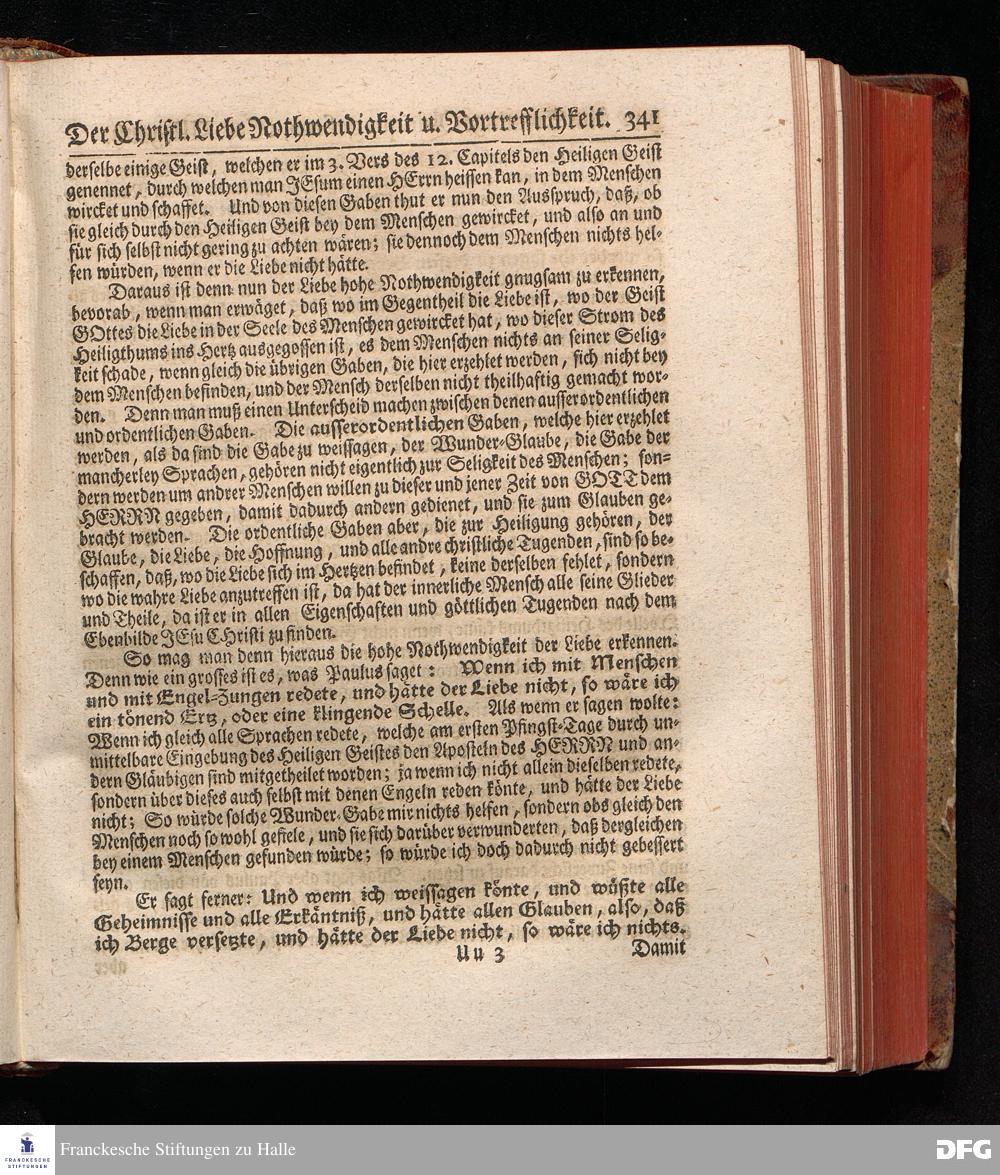 Der Christl. Liebe Nothwendigkeit u. Vortrefflichkeit. 341
derselbe einige Geist, welchen er im 3. Vers des 12. Capitels den Heiligen Geist
genennet, durch welchen man JEsum einen HErrn heissen kan, in dem Menschen
wircket und schaffet. Und von diesen Gaben thut er nun den Ausspruch, daß, ob
sie gleich durch den Heiligen Geist bey dem Menschen gewircket, und also an und
für sich selbst nicht gering zu achten wären; sie dennoch dem Menschen nichts hel-
fen würden, wenn er die Liebe nicht hätte.
Daraus ist denn nun der Liebe hohe Nothwendigkeit gnugsam zu erkennen,
bevorab, wenn man erwäget, daß wo im Gegentheil die Liebe ist, wo der Geist
GOttes die Liebe in der Seele des Menschen gewircket hat, wo dieser Strom des
Heiligthums ins Hertz ausgegossen ist, es dem Menschen nichts an seiner Selig-
keit schade, wenn gleich die übrigen Gaben, die hier erzehlet werden, sich nicht bey
dem Menschen befinden, und der Mensch derselben nicht theilhaftig gemacht wor-
den. Denn man muß einen Unterscheid machen zwischen denen ausserordentlichen
und ordentlichen Gaben. Die ausserordentlichen Gaben, welche hier erzehlet
werden, als da sind die Gabe zu weissagen, der Wunder-Glaube, die Gabe der
mancherley Sprachen, gehören nicht eigentlich zur Seligkeit des Menschen; son-
dern werden um andrer Menschen willen zu dieser und jener Zeit von GOTT dem
HERRN gegeben, damit dadurch andern gedienet, und sie zum Glauben ge-
bracht werden. Die ordentliche Gaben aber, die zur Heiligung gehören, der
Glaube, die Liebe, die Hoffnung, und alle andre christliche Tugenden, sind so be-
schaffen, daß, wo die Liebe sich im Hertzen befindet, keine derselben fehlet, sondern
wo die wahre Liebe anzutreffen ist, da hat der innerliche Mensch alle seine Glieder
und Theile, da ist er in allen Eigenschaften und göttlichen Tugenden nach dem
Ebenbilde JEsu CHristi zu finden.
So mag man denn hieraus die hohe Nothwendigkeit der Liebe erkennen.
Denn wie ein grosses ist es, was Paulus saget: Wenn ich mit Menschen
und mit Engel-Zungen redete, und hätte der Liebe nicht, so wäre ich
ein tönend Ertz, oder eine klingende Schelle. Als wenn er sagen wolte:
Wenn ich gleich alle Sprachen redete, welche am ersten Pfingst-Tage durch un-
mittelbare Eingebung des Heiligen Geistes den Aposteln des HERRN und an-
dern Gläubigen sind mitgetheilet worden; ja wenn ich nicht allein dieselben redete,
sondern über dieses auch selbst mit denen Engeln reden könte, und hätte der Liebe
nicht; So würde solche Wunder-Gabe mir nichts helfen, sondern obs gleich den
Menschen noch so wohl gefiele, und sie sich darüber verwunderten, daß dergleichen
bey einem Menschen gefunden würde; so würde ich doch dadurch nicht gebessert
seyn.
Er sagt ferner: Und wenn ich weissagen könte, und wüßte alle
Geheimnisse und alle Erkäntniß, und hätte allen Glauben, also, daß
ich Berge versetzte, und hätte der Liebe nicht, so wäre ich nichts.
Uu 3 Damit
FRANCKESCHE
STIFTUNGEN
Franckesche Stiftungen zu Halle
DFG